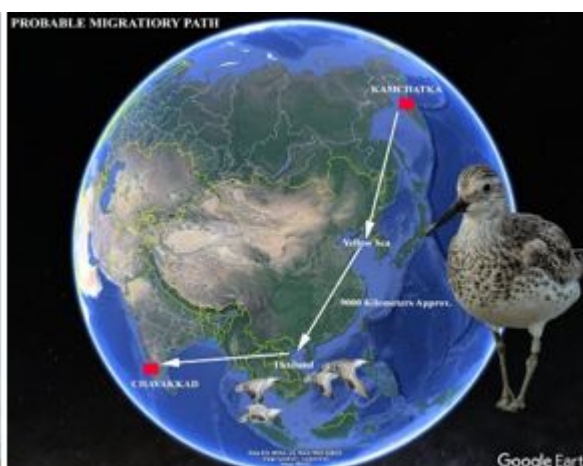 PROBABLE MIGRATIORY PATH
KAMCHATKA
Yellow Sea
9000 Kilometers Approx.
Thailand
CHAVAKKAD
Google Earth